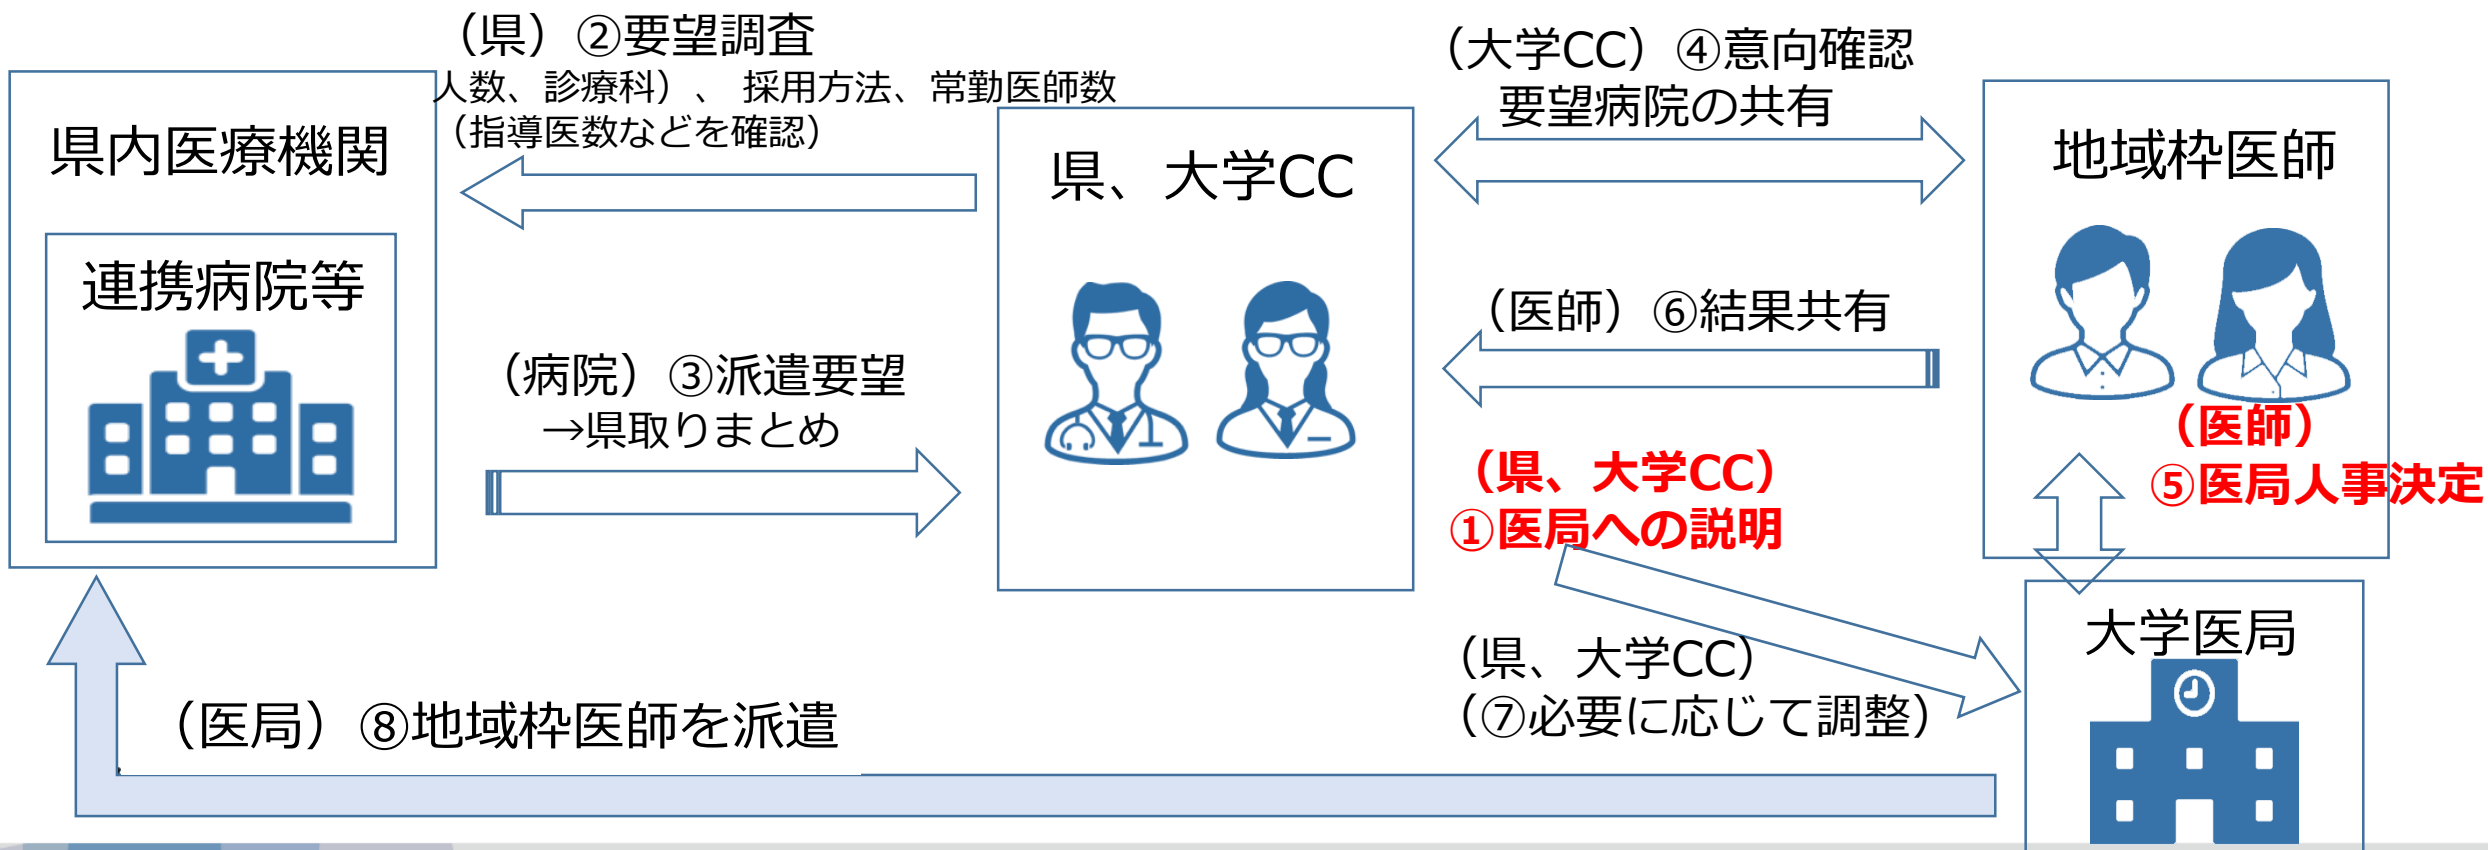 （県）②要望調査
人数、診療科）、 採用方法、常勤医師数
（指導医数などを確認）
県内医療機関
連携病院等
（病院）③派遣要望
→県取りまとめ
県、大学CC
（大学CC）④意向確認
要望病院の共有
地域枠医師
（医師）⑥結果共有
（医師）
⑤医局人事決定
（県、大学CC）
①医局への説明
大学医局
（県、大学CC）
（⑦必要に応じて調整）
（医局）⑧地域枠医師を派遣